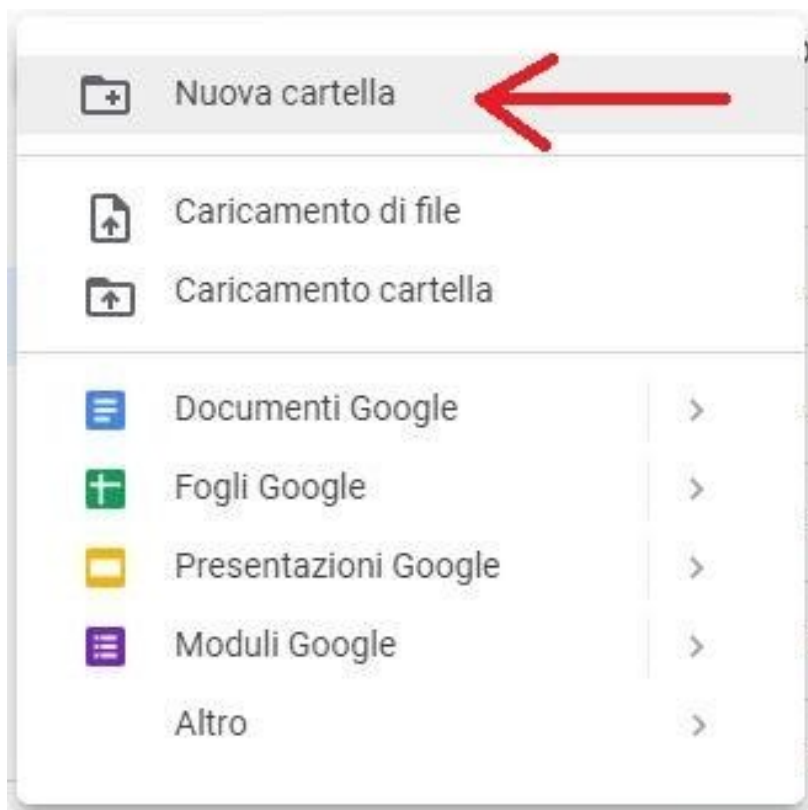 Nuova cartella
Caricamento di file
Caricamento cartella
Documenti Google
Fogli Google
Presentazioni Google
Moduli Google
Altro